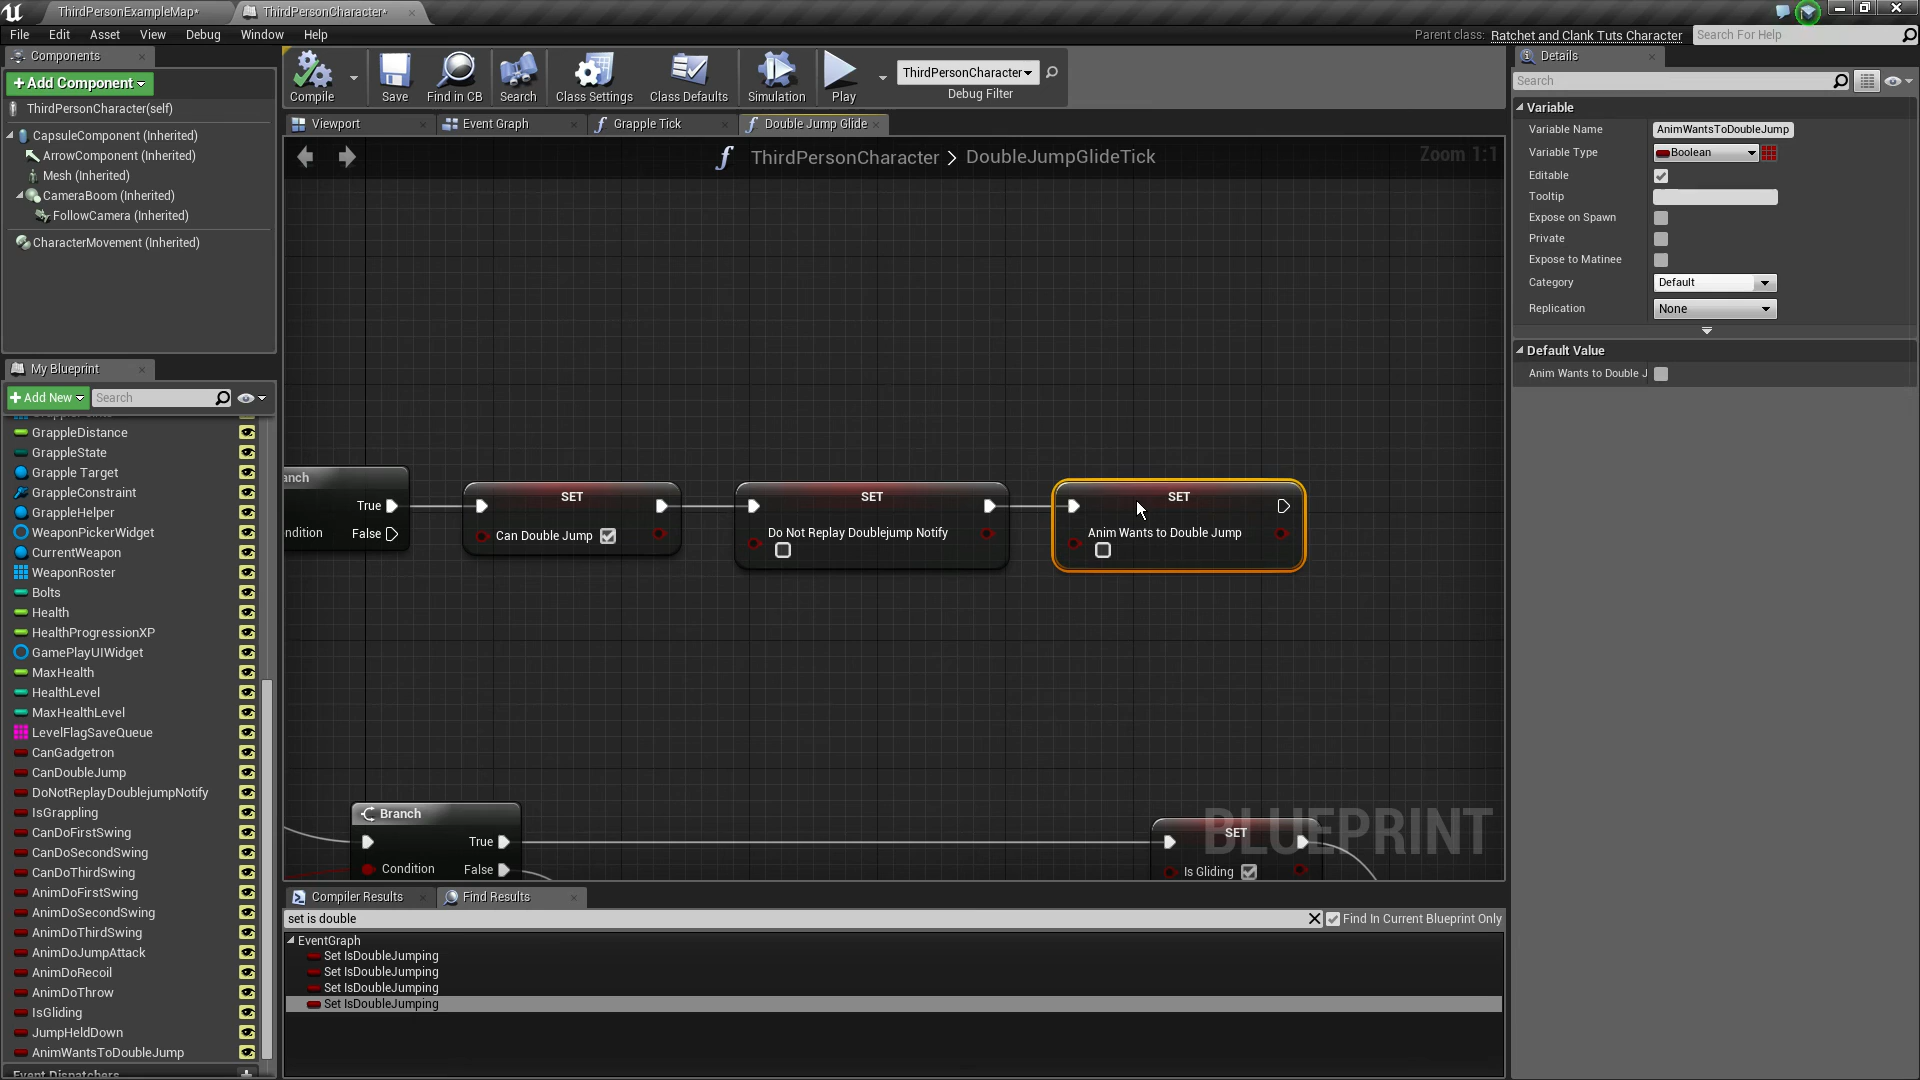 ThirdPersonExampleMap*
ThirdPersonCharacter*
File Edit Asset View Debug Window Help
Parent class: Ratchet and Clank Tuts Character
Search For Help
Components
+Add Component
ThirdPersonCharacter(self)
CapsuleComponent (Inherited)
ArrowComponent (Inherited)
Mesh (Inherited)
CameraBoom (Inherited)
FollowCamera (Inherited)
CharacterMovement (Inherited)
My Blueprint
+Add New
Search
GrappleDistance
GrappleState
Grapple Target
GrappleConstraint
GrappleHelper
WeaponPickerWidget
CurrentWeapon
WeaponRoster
Bolts
Health
HealthProgressionXP
GamePlayUIWidget
MaxHealth
HealthLevel
MaxHealthLevel
LevelFlagSaveQueue
CanGadgetron
CanDoubleJump
DoNotReplayDoublejumpNotify
IsGrappling
CanDoFirstSwing
CanDoSecondSwing
CanDoThirdSwing
AnimDoFirstSwing
AnimDoSecondSwing
AnimDoThirdSwing
AnimDoJumpAttack
AnimDoRecoil
AnimDoThrow
IsGliding
JumpHeldDown
AnimWantsToDoubleJump
Event Dispatchers
Compile
Save
Find in CB
Search
Class Settings
Class Defaults
Simulation
Play
ThirdPersonCharacter
Debug Filter
Viewport
Event Graph
Grapple Tick
Double Jump Glide
ThirdPersonCharacter > DoubleJumpGlideTick
Zoom 1:1
anch
True
ndition
False
SET
Can Double Jump
SET
Do Not Replay Doublejump Notify
SET
Anim Wants to Double Jump
Branch
True
Condition
False
SET
Is Gliding
BLUEPRINT
Compiler Results
Find Results
set is double
Find In Current Blueprint Only
EventGraph
Set IsDoubleJumping
Set IsDoubleJumping
Set IsDoubleJumping
Set IsDoubleJumping
Details
Search
Variable
Variable Name AnimWantsToDoubleJump
Variable Type Boolean
Editable
Tooltip
Expose on Spawn
Private
Expose to Matinee
Category Default
Replication None
Default Value
Anim Wants to Double J